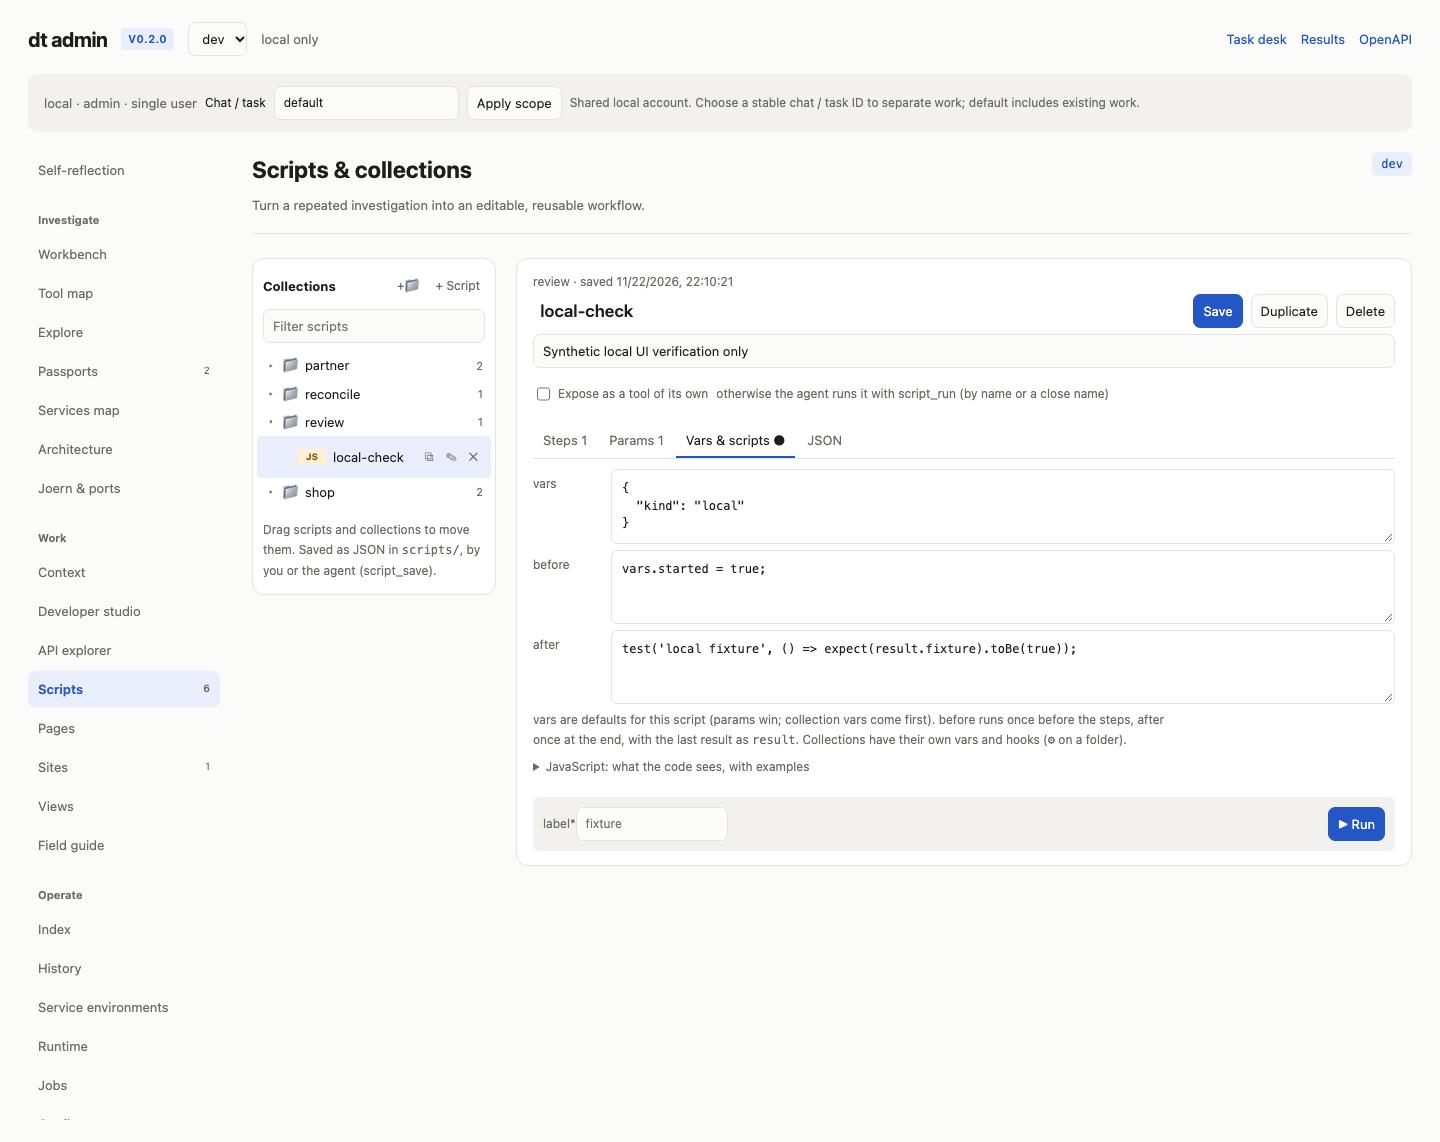 dt admin V0.2.0 dev local only Task desk Results OpenAPI
local · admin · single user Chat / task default Apply scope Shared local account. Choose a stable chat / task ID to separate work; default includes existing work.
Self-reflection
Investigate
Workbench
Tool map
Explore
Passports 2
Services map
Architecture
Joern & ports
Work
Context
Developer studio
API explorer
Scripts 6
Pages
Sites 1
Views
Field guide
Operate
Index
History
Service environments
Runtime
Jobs
Scripts & collections dev
Turn a repeated investigation into an editable, reusable workflow.
Collections + + Script
Filter scripts
partner 2
reconcile 1
review 1
JS local-check
shop 2
Drag scripts and collections to move
them. Saved as JSON in scripts/, by
you or the agent (script_save).
review · saved 11/22/2026, 22:10:21
local-check Save Duplicate Delete
Synthetic local UI verification only
Expose as a tool of its own otherwise the agent runs it with script_run (by name or a close name)
Steps 1 Params 1 Vars & scripts ● JSON
vars
{
"kind": "local"
}
before
vars.started = true;
after
test('local fixture', () => expect(result.fixture).toBe(true));
vars are defaults for this script (params win; collection vars come first). before runs once before the steps, after
once at the end, with the last result as result. Collections have their own vars and hooks (⚙ on a folder).
JavaScript: what the code sees, with examples
label* fixture ▶ Run